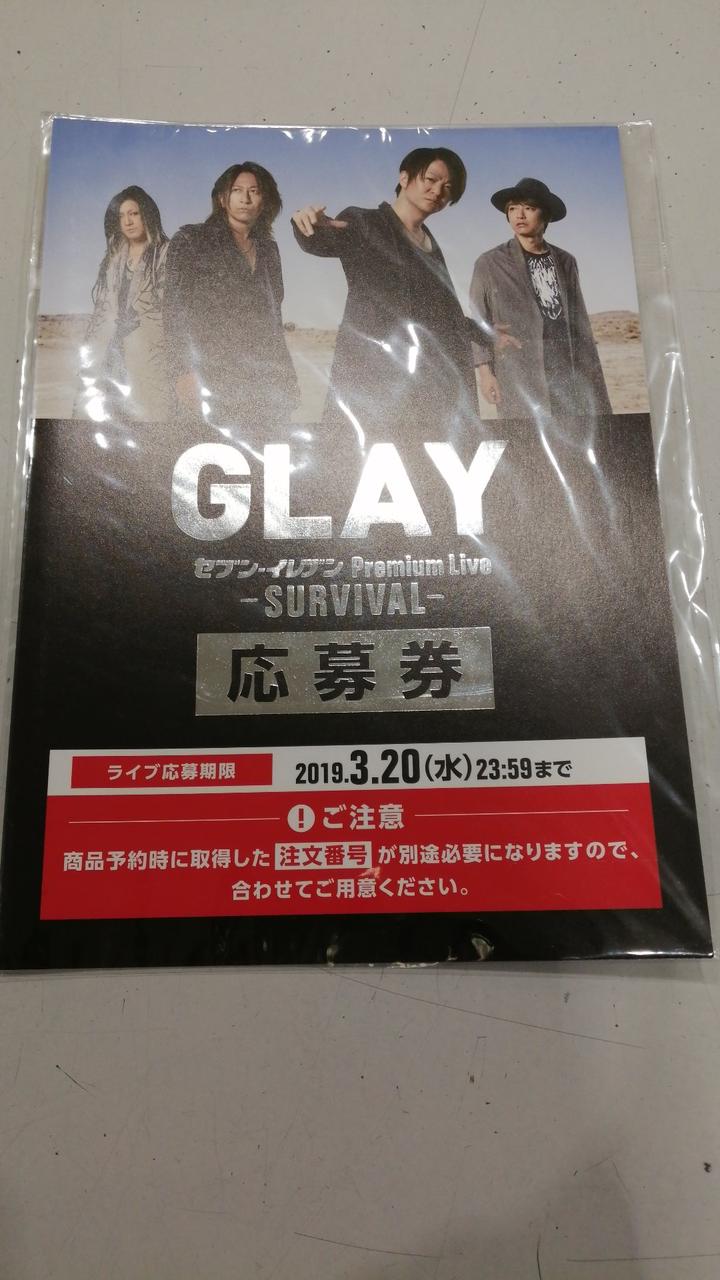 GLAY
セブン-イレブン Premium Live
-SURVIVAL-
応募券
ライブ応募期限 2019.3.20(水)23:59まで
! ご注意
商品予約時に取得した 注文番号 が別途必要になりますので、
合わせてご用意ください。